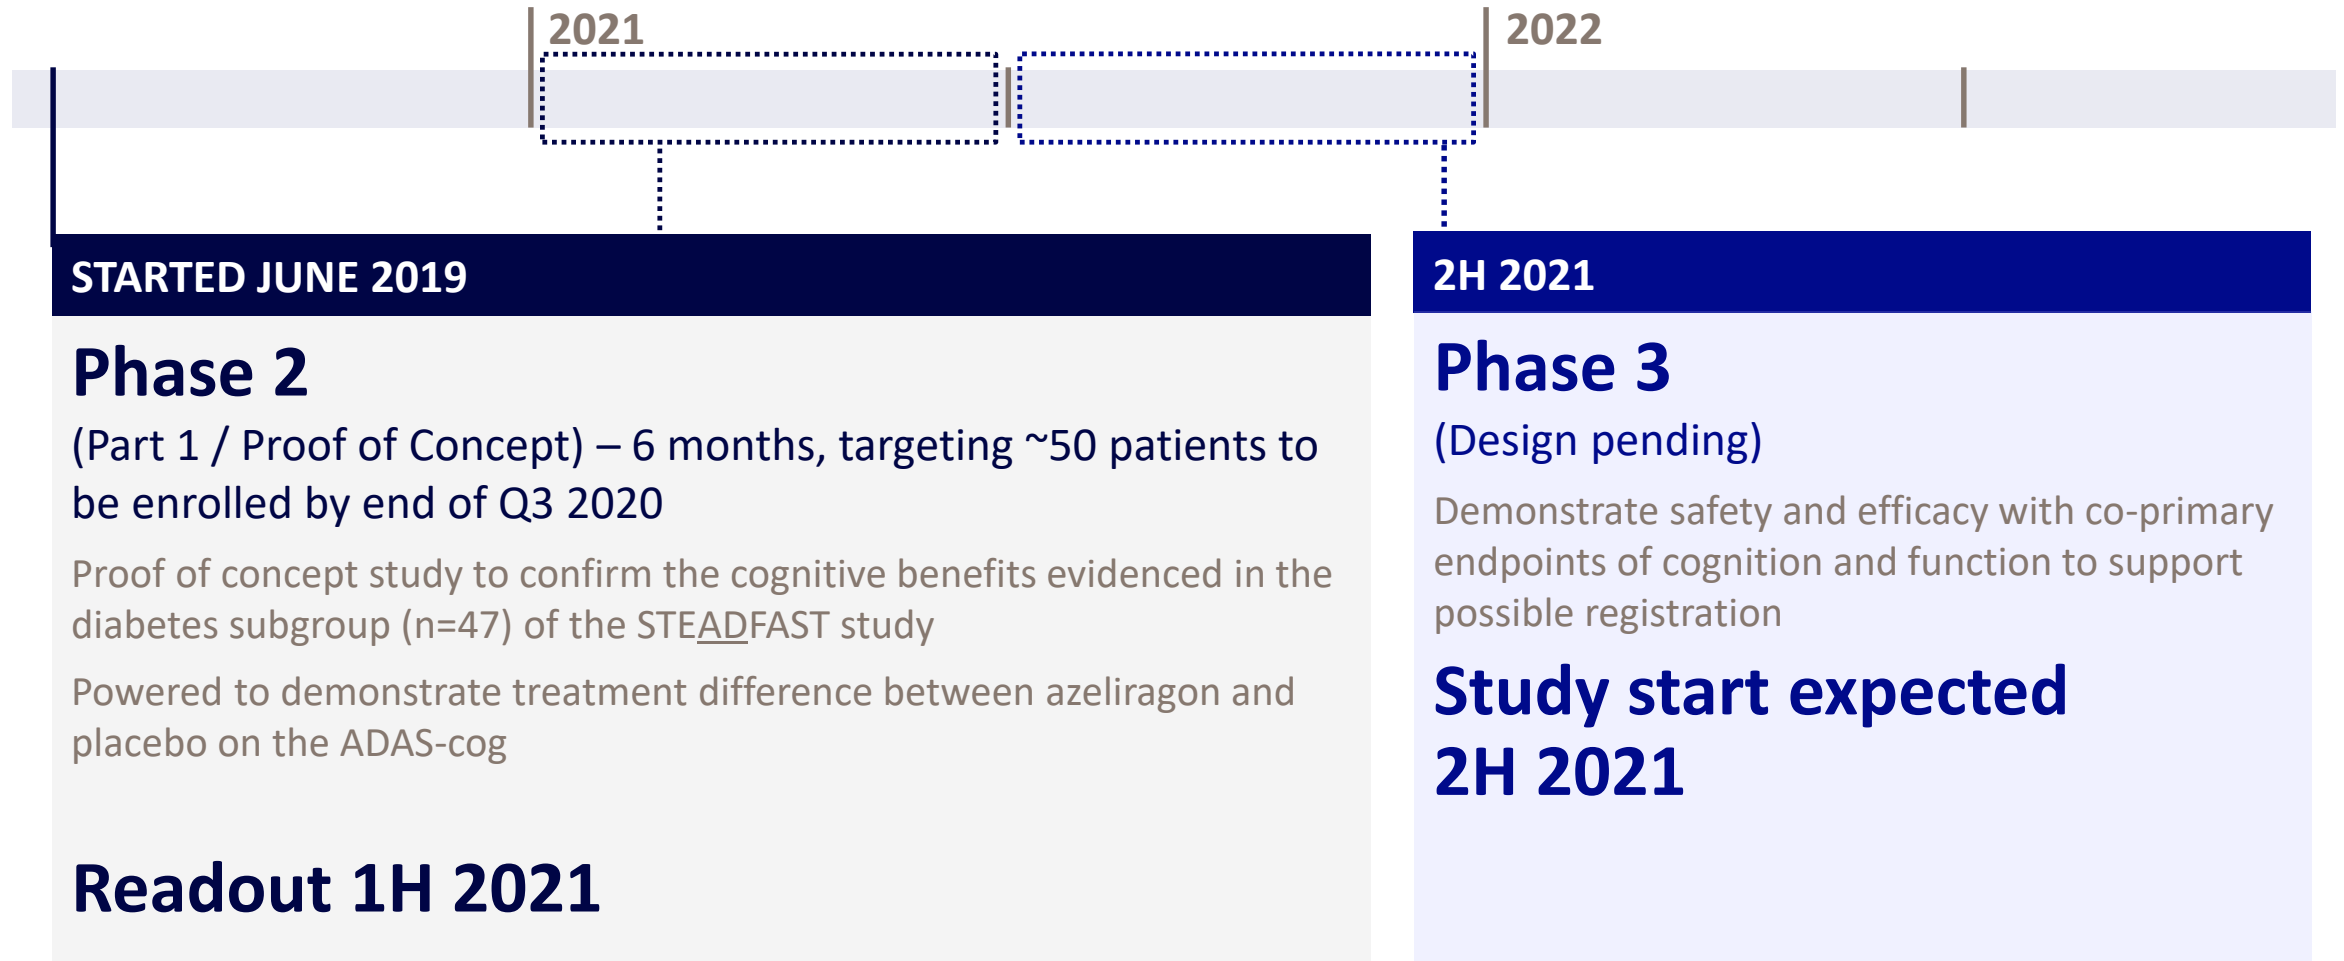 2021
2022
STARTED JUNE 2019
Phase 2
(Part 1 / Proof of Concept) – 6 months, targeting ~50 patients to
be enrolled by end of Q3 2020
Proof of concept study to confirm the cognitive benefits evidenced in the
diabetes subgroup (n=47) of the STEADFAST study
Powered to demonstrate treatment difference between azeliragon and
placebo on the ADAS-cog
Readout 1H 2021
2H 2021
Phase 3
(Design pending)
Demonstrate safety and efficacy with co-primary
endpoints of cognition and function to support
possible registration
Study start expected
2H 2021